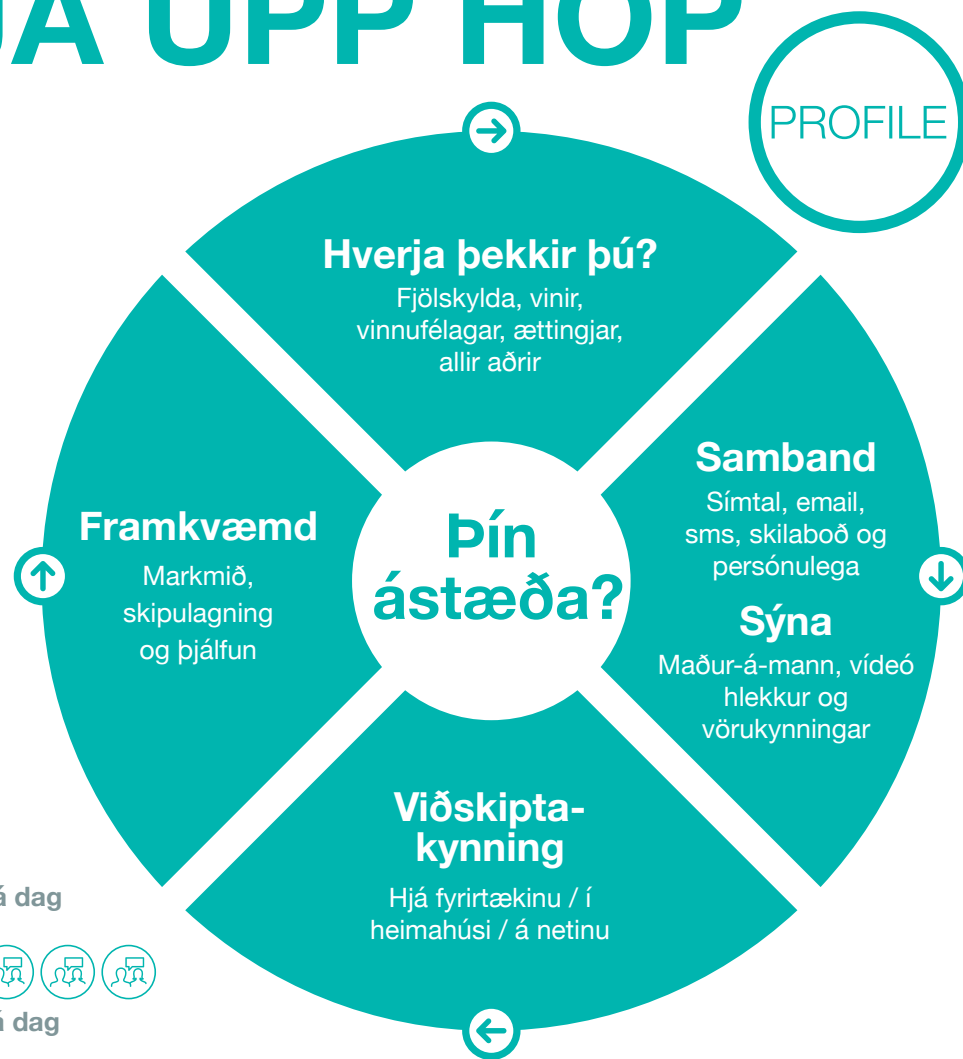 UPP HÓP
PROFILE
Hverja þekkir þú?
Fjölskylda, vinir,
vinnufélagar, ættingjar,
allir aðrir
Samband
Símtal, email,
sms, skilaboð og
persónulega
Sýna
Maður-á-mann, vídeó
hlekkur og
vörukynningar
Viðskipta-
kynning
Hjá fyrirtækinu / í
heimahúsi / á netinu
Framkvæmd
Markmið,
skipulagning
og þjálfun
Þín
ástæða?
á dag
á dag